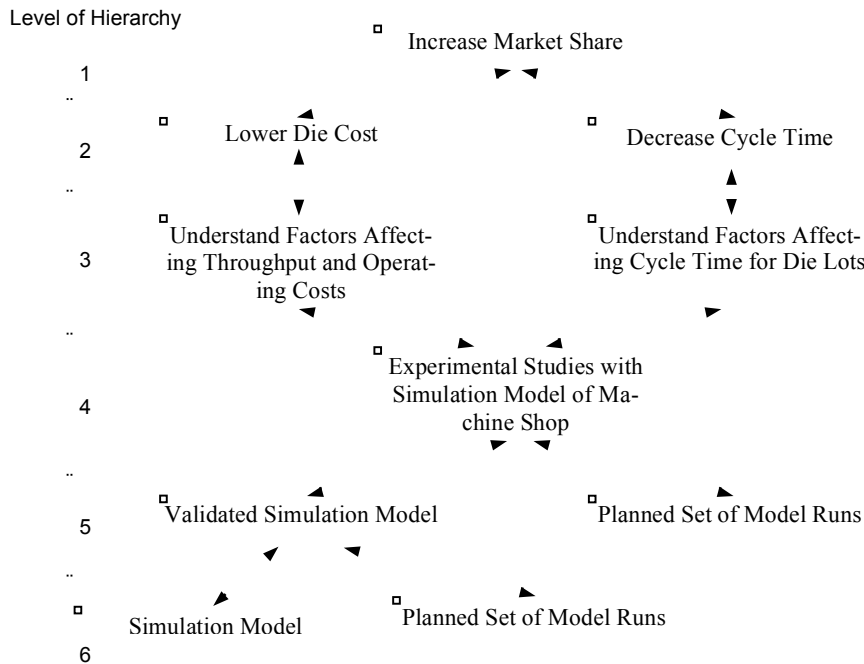 Level of Hierarchy
Increase Market Share
1
Lower Die Cost
Decrease Cycle Time
2
Understand Factors Affect-
ing Throughput and Operat-
ing Costs
Understand Factors Affect-
ing Cycle Time for Die Lots
3
Experimental Studies with
Simulation Model of Ma-
chine Shop
4
Validated Simulation Model
Planned Set of Model Runs
5
Simulation Model
Planned Set of Model Runs
6